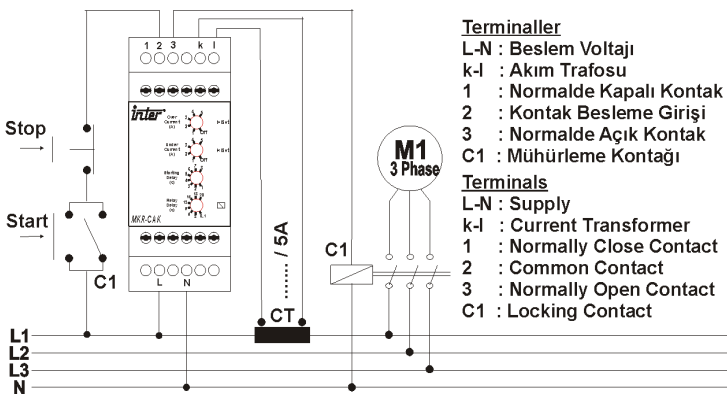 1 2 3 k l
inter
Over
Current
(A)
Under
Current
(A)
Starting
Delay
(s)
Relay
Delay
(s)
MKR-CAK
L N
Stop
Start
C1
CT
....... / 5A
C1
M1
3 Phase
L1
L2
L3
N
Terminaller
L-N : Beslem Voltajı
k-l : Akım Trafosu
1 : Normalde Kapalı Kontak
2 : Kontak Besleme Girişi
3 : Normalde Açık Kontak
C1 : Mühürleme Kontağı
Terminals
L-N : Supply
k-l : Current Transformer
1 : Normally Close Contact
2 : Common Contact
3 : Normally Open Contact
C1 : Locking Contact